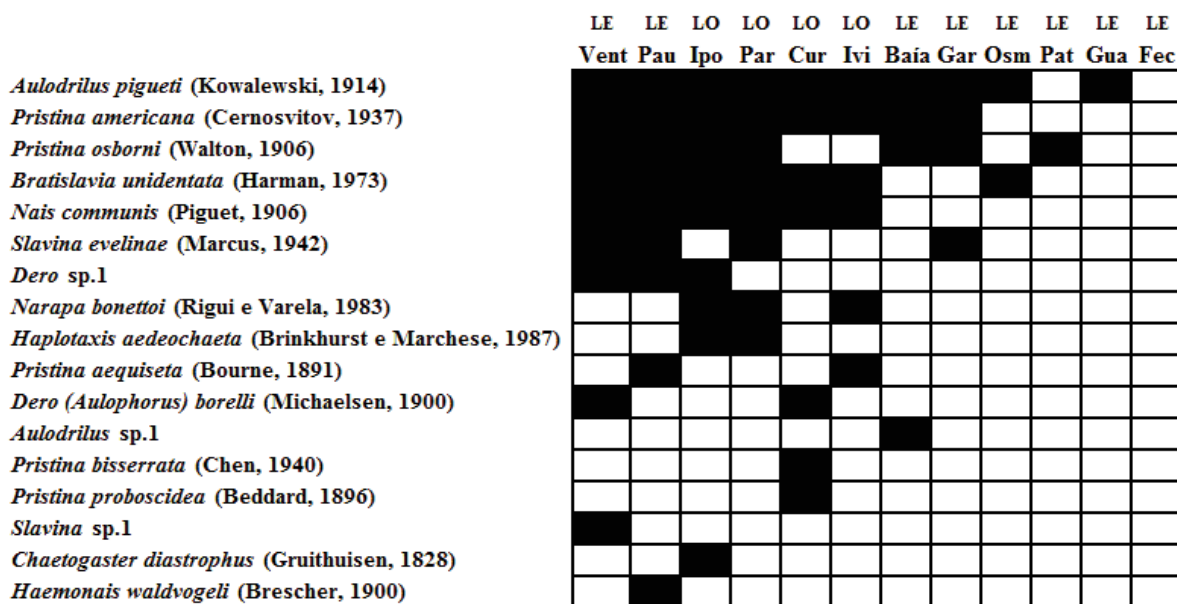 LE LE LO LO LO LO LE LE LE LE LE LE
Vent Pau Ipo Par Cur Ivi Baía Gar Osm Pat Gua Fec
Aulodrilus pigueti (Kowalewski, 1914)
Pristina americana (Cernosvitov, 1937)
Pristina osborni (Walton, 1906)
Bratislavia unidentata (Harman, 1973)
Nais communis (Piguet, 1906)
Slavina evelinae (Marcus, 1942)
Dero sp.1
Narapa bonettoi (Rigui e Varela, 1983)
Haplotaxis aedeochaeta (Brinkhurst e Marchese, 1987)
Pristina aequiseta (Bourne, 1891)
Dero (Aulophorus) borelli (Michaelsen, 1900)
Aulodrilus sp.1
Pristina bisserrata (Chen, 1940)
Pristina proboscidea (Beddard, 1896)
Slavina sp.1
Chaetogaster diastrophus (Gruithuisen, 1828)
Haemonais waldvogeli (Brescher, 1900)